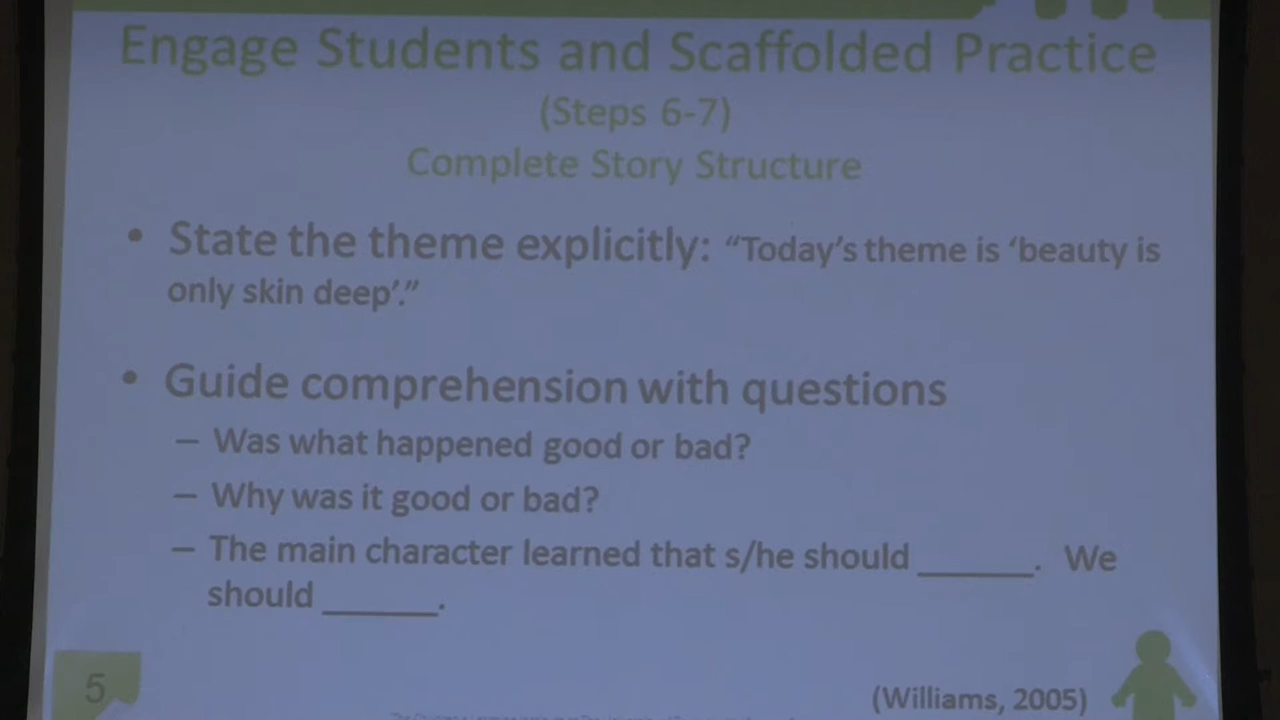 Engage Students and Scaffolded Practice
(Steps 6-7)
Complete Story Structure
• State the theme explicitly: “Today’s theme is ‘beauty is
only skin deep’.”
• Guide comprehension with questions
– Was what happened good or bad?
– Why was it good or bad?
– The main character learned that s/he should ______. We
should ______.
5
(Williams, 2005)